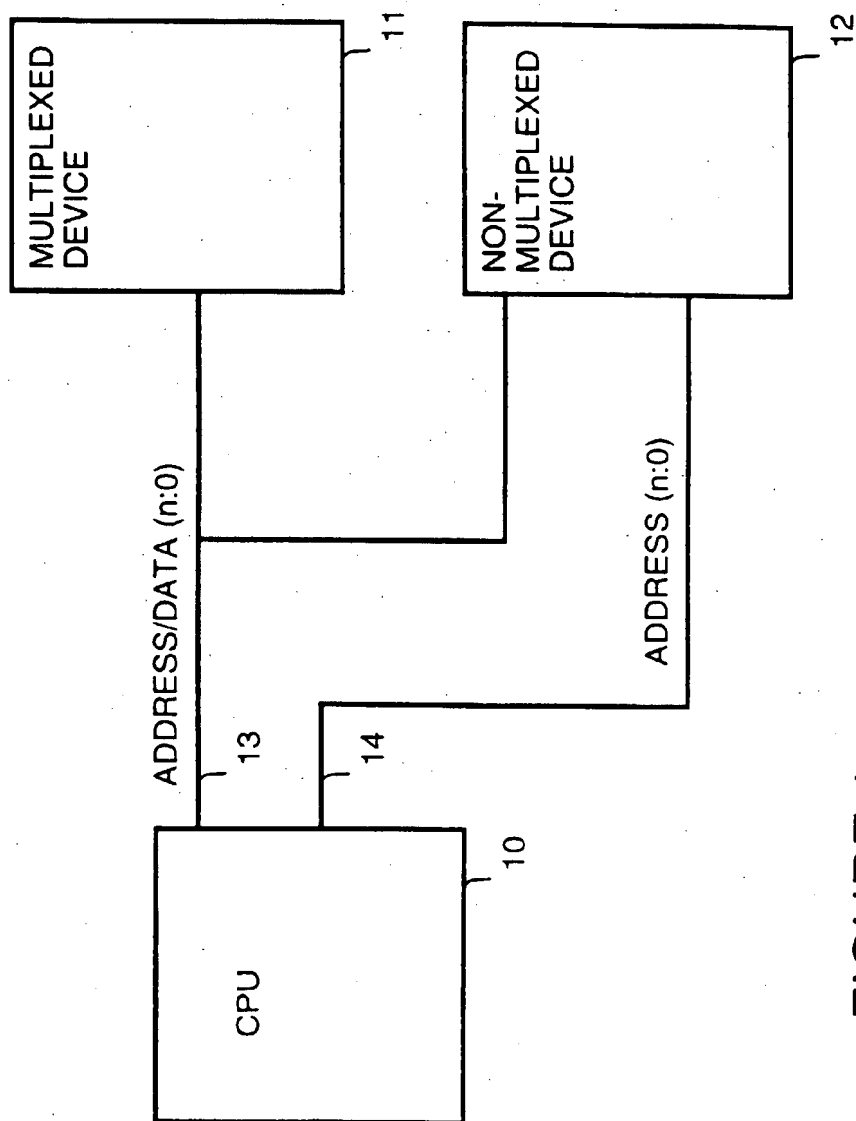 MULTIPLEXED
DEVICE
11
ADDRESS/DATA (n:0)
13
14
CPU
10
NON-
MULTIPLEXED
DEVICE
12
ADDRESS (n:0)